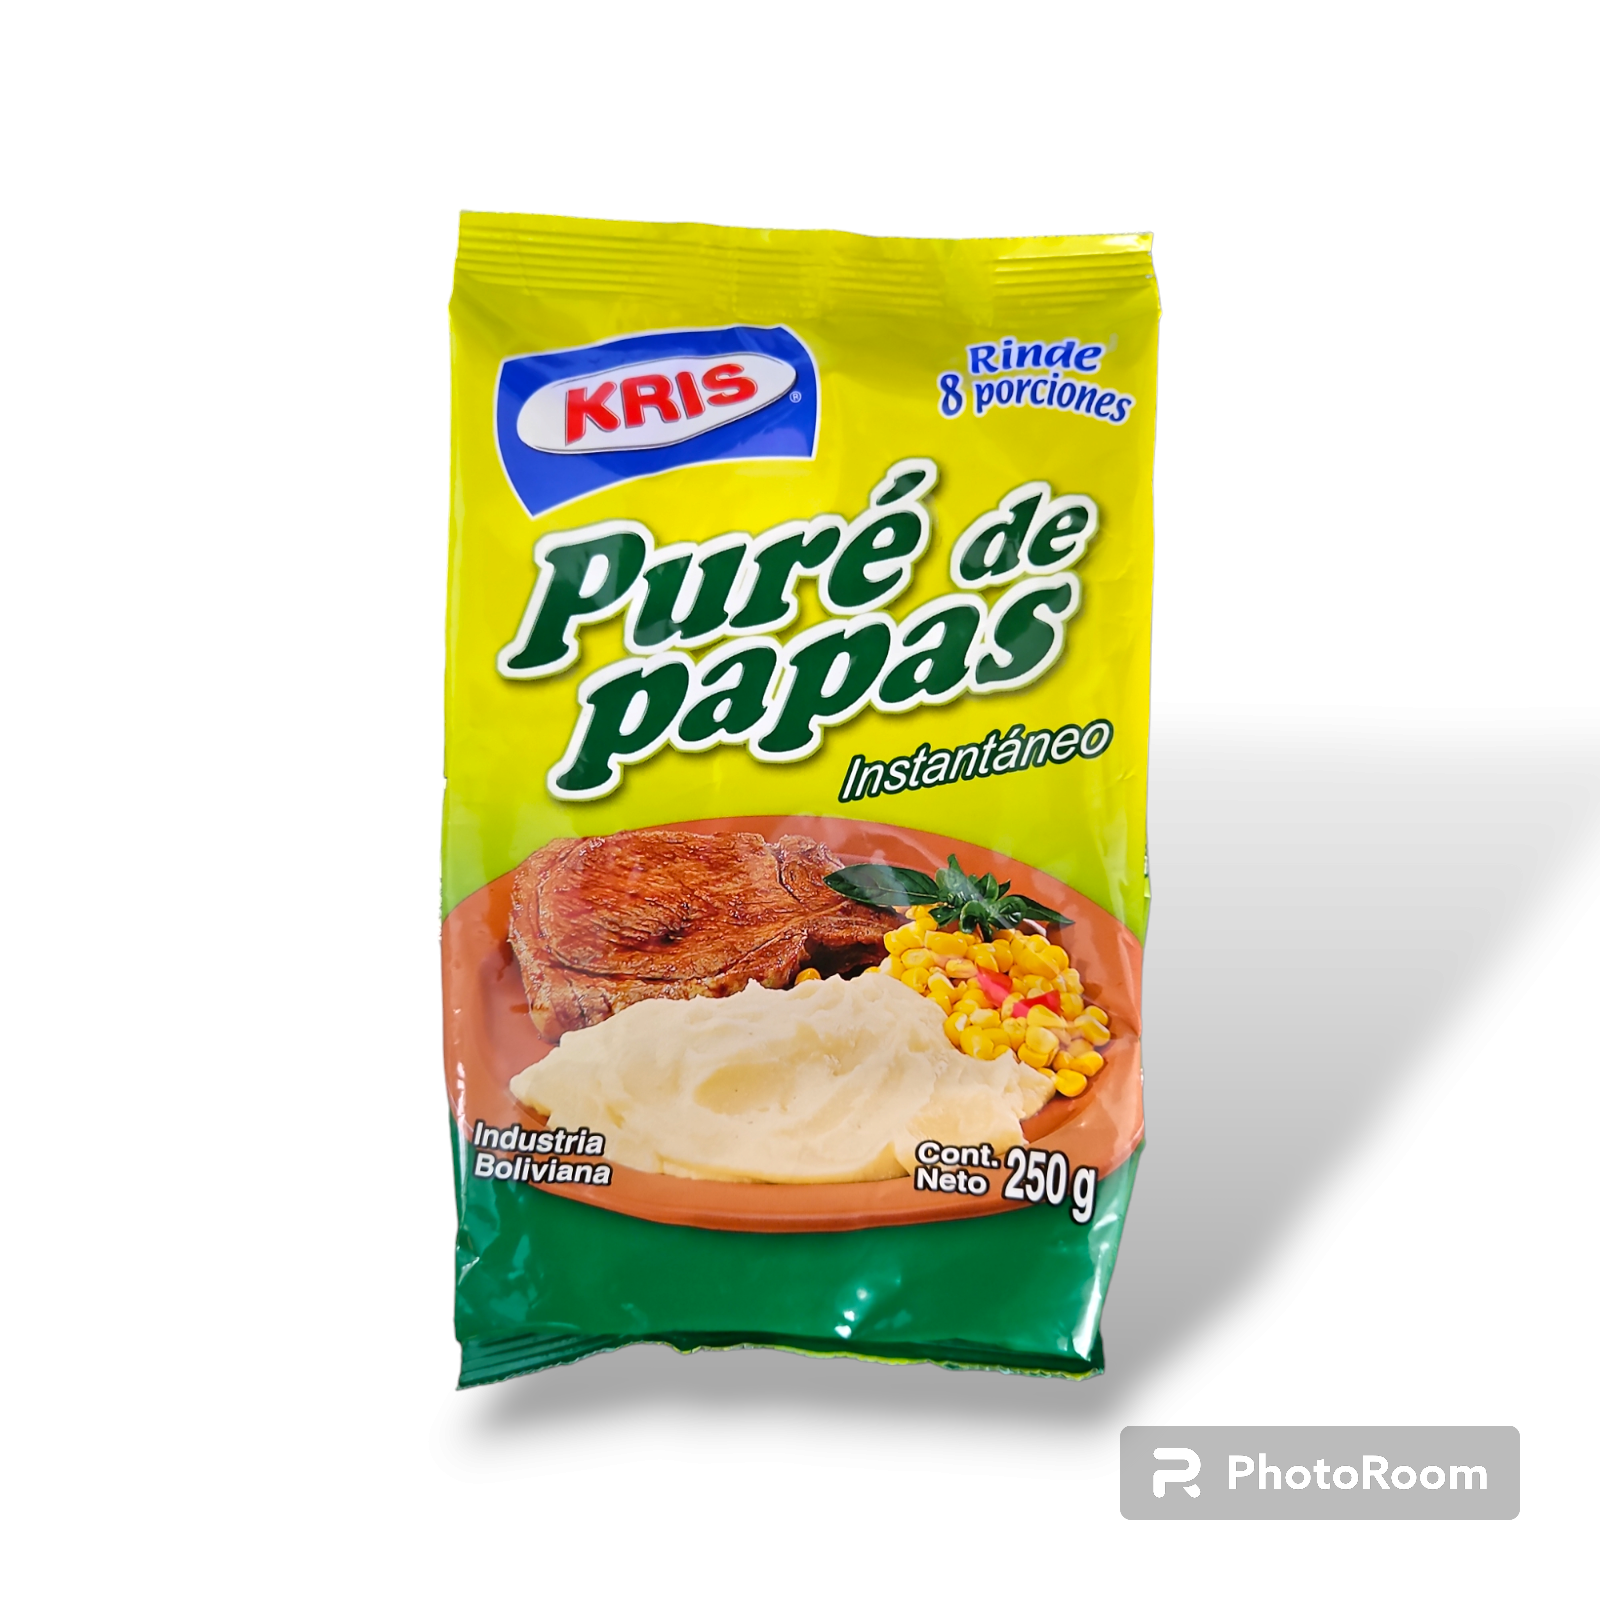 KRIS
®
Rinde
8 porciones
Puré de
papas
Instantáneo
Industria
Boliviana
Cont.
Neto 250 g
PhotoRoom